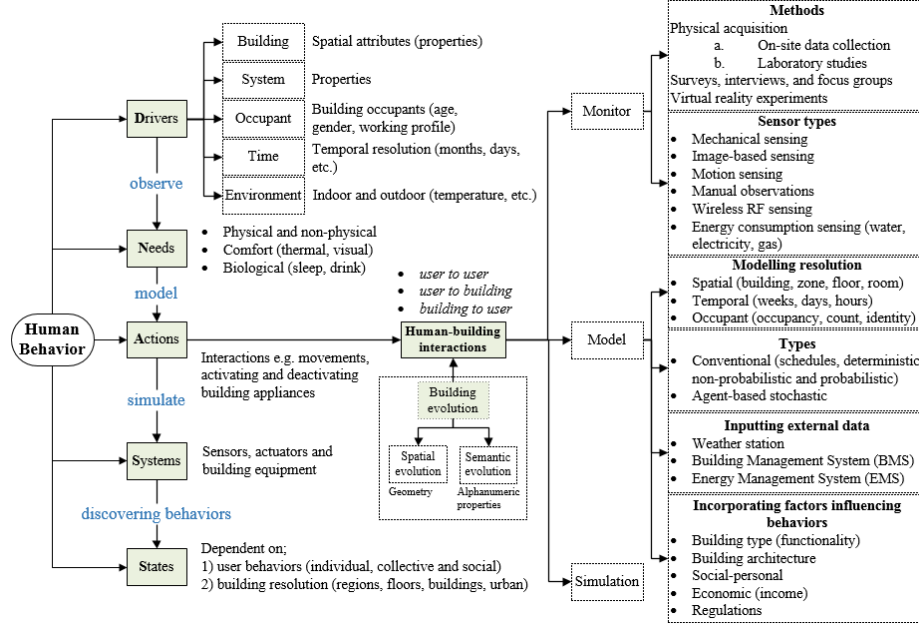 Human
Behavior
Drivers
observe
Needs
model
Actions
simulate
Systems
discovering behaviors
States
Building
Spatial attributes (properties)
System
Properties
Occupant
Building occupants (age,
gender, working profile)
Time
Temporal resolution (months, days,
etc.)
Environment
Indoor and outdoor (temperature, etc.)
• Physical and non-physical
• Comfort (thermal, visual)
• Biological (sleep, drink)
Interactions e.g. movements,
activating and deactivating
building appliances
Sensors, actuators and
building equipment
Dependent on;
1) user behaviors (individual, collective and social)
2) building resolution (regions, floors, buildings, urban)
• user to user
• user to building
• building to user
Human-building
interactions
Building
evolution
Spatial
evolution
Geometry
Semantic
evolution
Alphanumeric
properties
Monitor
Model
Simulation
Methods
Physical acquisition
a. On-site data collection
b. Laboratory studies
Surveys, interviews, and focus groups
Virtual reality experiments
Sensor types
• Mechanical sensing
• Image-based sensing
• Motion sensing
• Manual observations
• Wireless RF sensing
• Energy consumption sensing (water,
electricity, gas)
Modelling resolution
• Spatial (building, zone, floor, room)
• Temporal (weeks, days, hours)
• Occupant (occupancy, count, identity)
Types
• Conventional (schedules, deterministic
non-probabilistic and probabilistic)
• Agent-based stochastic
Inputting external data
• Weather station
• Building Management System (BMS)
• Energy Management System (EMS)
Incorporating factors influencing
behaviors
• Building type (functionality)
• Building architecture
• Social-personal
• Economic (income)
• Regulations